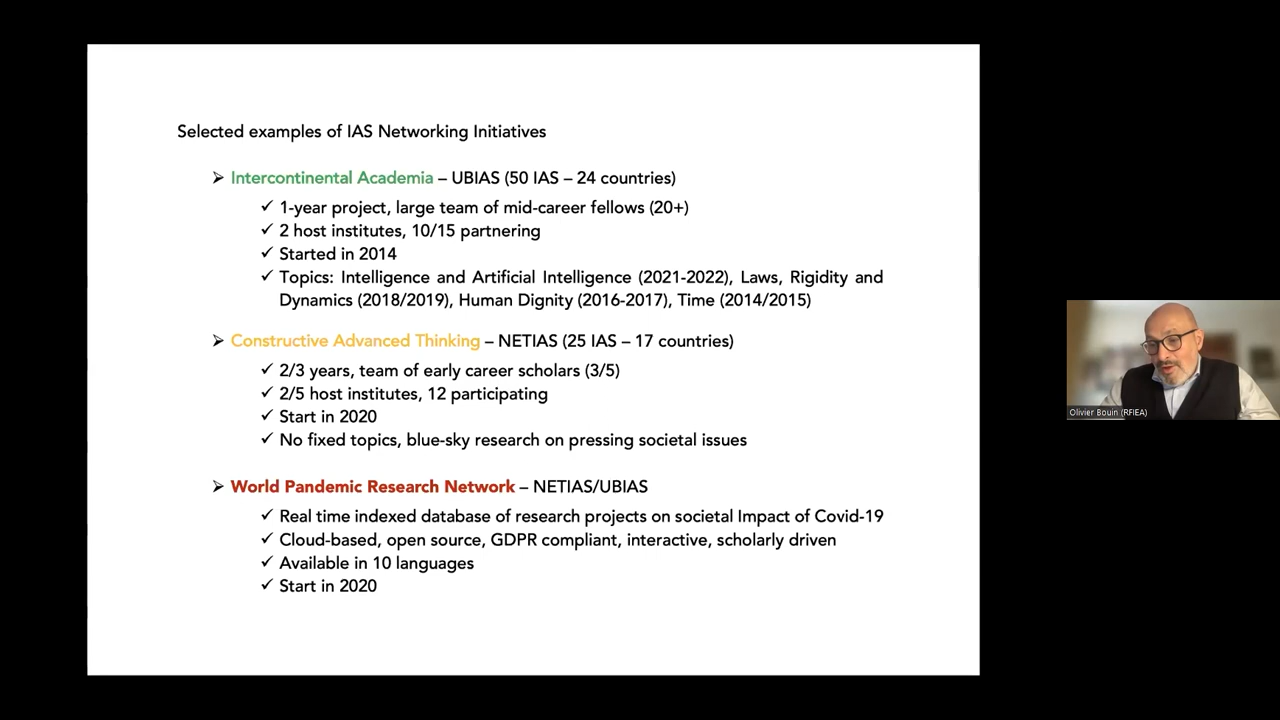 Selected examples of IAS Networking Initiatives
➢ Intercontinental Academia – UBIAS (50 IAS – 24 countries)
✓ 1-year project, large team of mid-career fellows (20+)
✓ 2 host institutes, 10/15 partnering
✓ Started in 2014
✓ Topics: Intelligence and Artificial Intelligence (2021-2022), Laws, Rigidity and
Dynamics (2018/2019), Human Dignity (2016-2017), Time (2014/2015)
➢ Constructive Advanced Thinking – NETIAS (25 IAS – 17 countries)
✓ 2/3 years, team of early career scholars (3/5)
✓ 2/5 host institutes, 12 participating
✓ Start in 2020
✓ No fixed topics, blue-sky research on pressing societal issues
➢ World Pandemic Research Network – NETIAS/UBIAS
✓ Real time indexed database of research projects on societal Impact of Covid-19
✓ Cloud-based, open source, GDPR compliant, interactive, scholarly driven
✓ Available in 10 languages
✓ Start in 2020
Olivier Bouin (RFIEA)